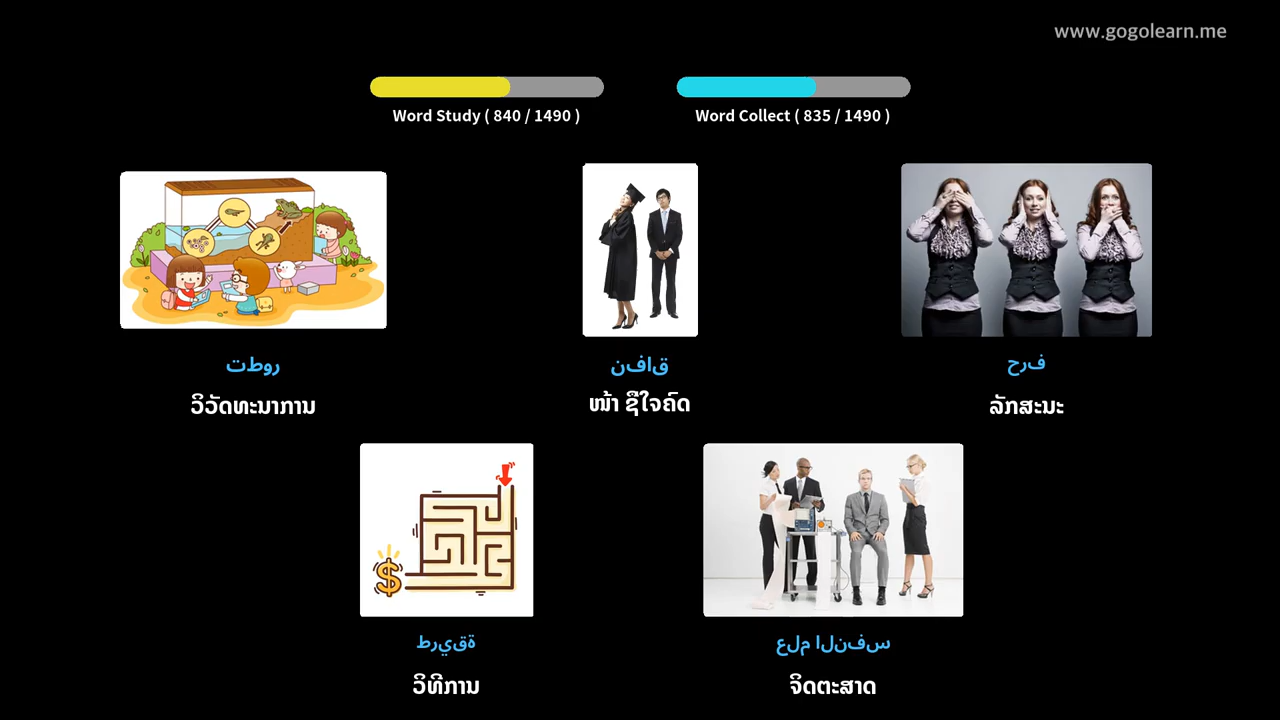 www.gogolearn.me
Word Study ( 840 / 1490 )
Word Collect ( 835 / 1490 )
تطور
نفاق
حرف
ວິວັດທະນາການ
ໜ້າ ຊື່ໃຈຄົດ
ລັກສະນະ
طريقة
علم النفس
ວິທີການ
ຈິດຕະສາດ